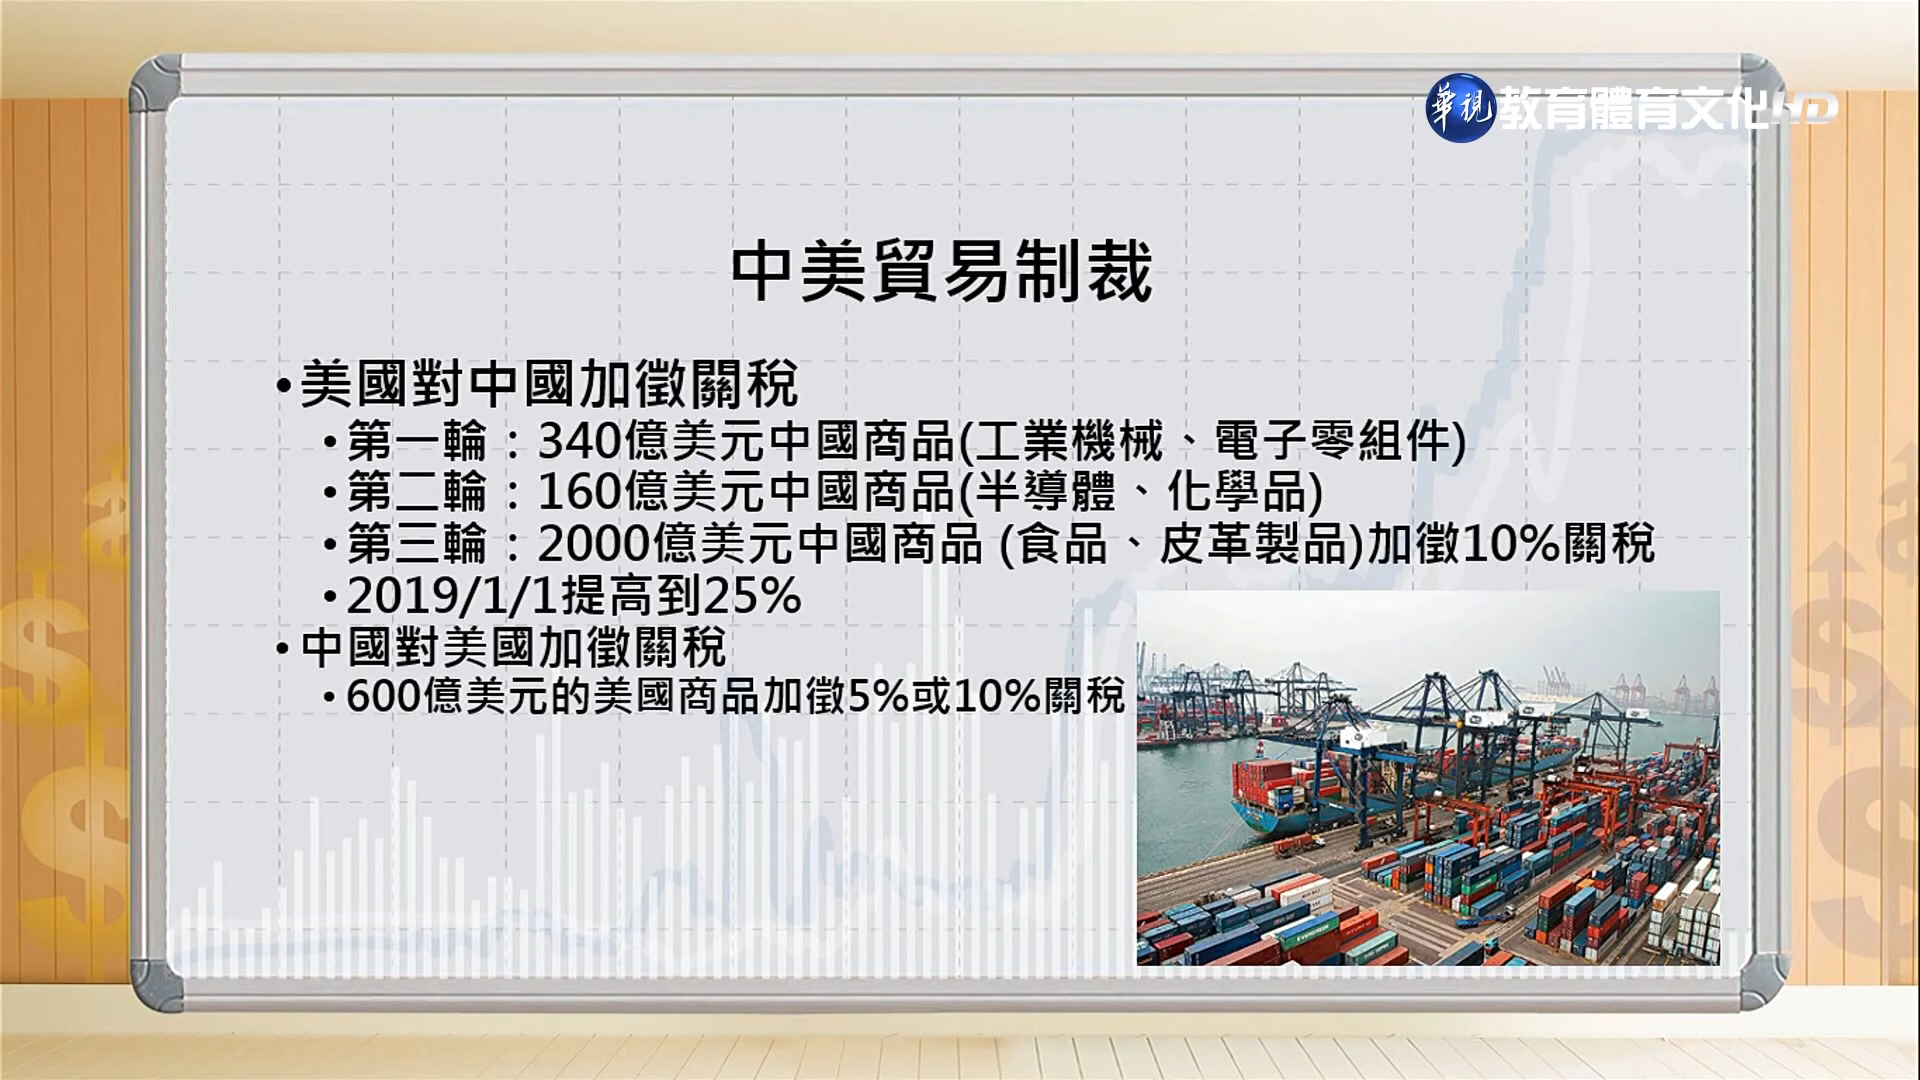 華視 教育體育文化HD
中美貿易制裁
•美國對中國加徵關稅
•第一輪：340億美元中國商品(工業機械、電子零組件)
•第二輪：160億美元中國商品(半導體、化學品)
•第三輪：2000億美元中國商品 (食品、皮革製品)加徵10%關稅
•2019/1/1提高到25%
•中國對美國加徵關稅
•600億美元的美國商品加徵5%或10%關稅